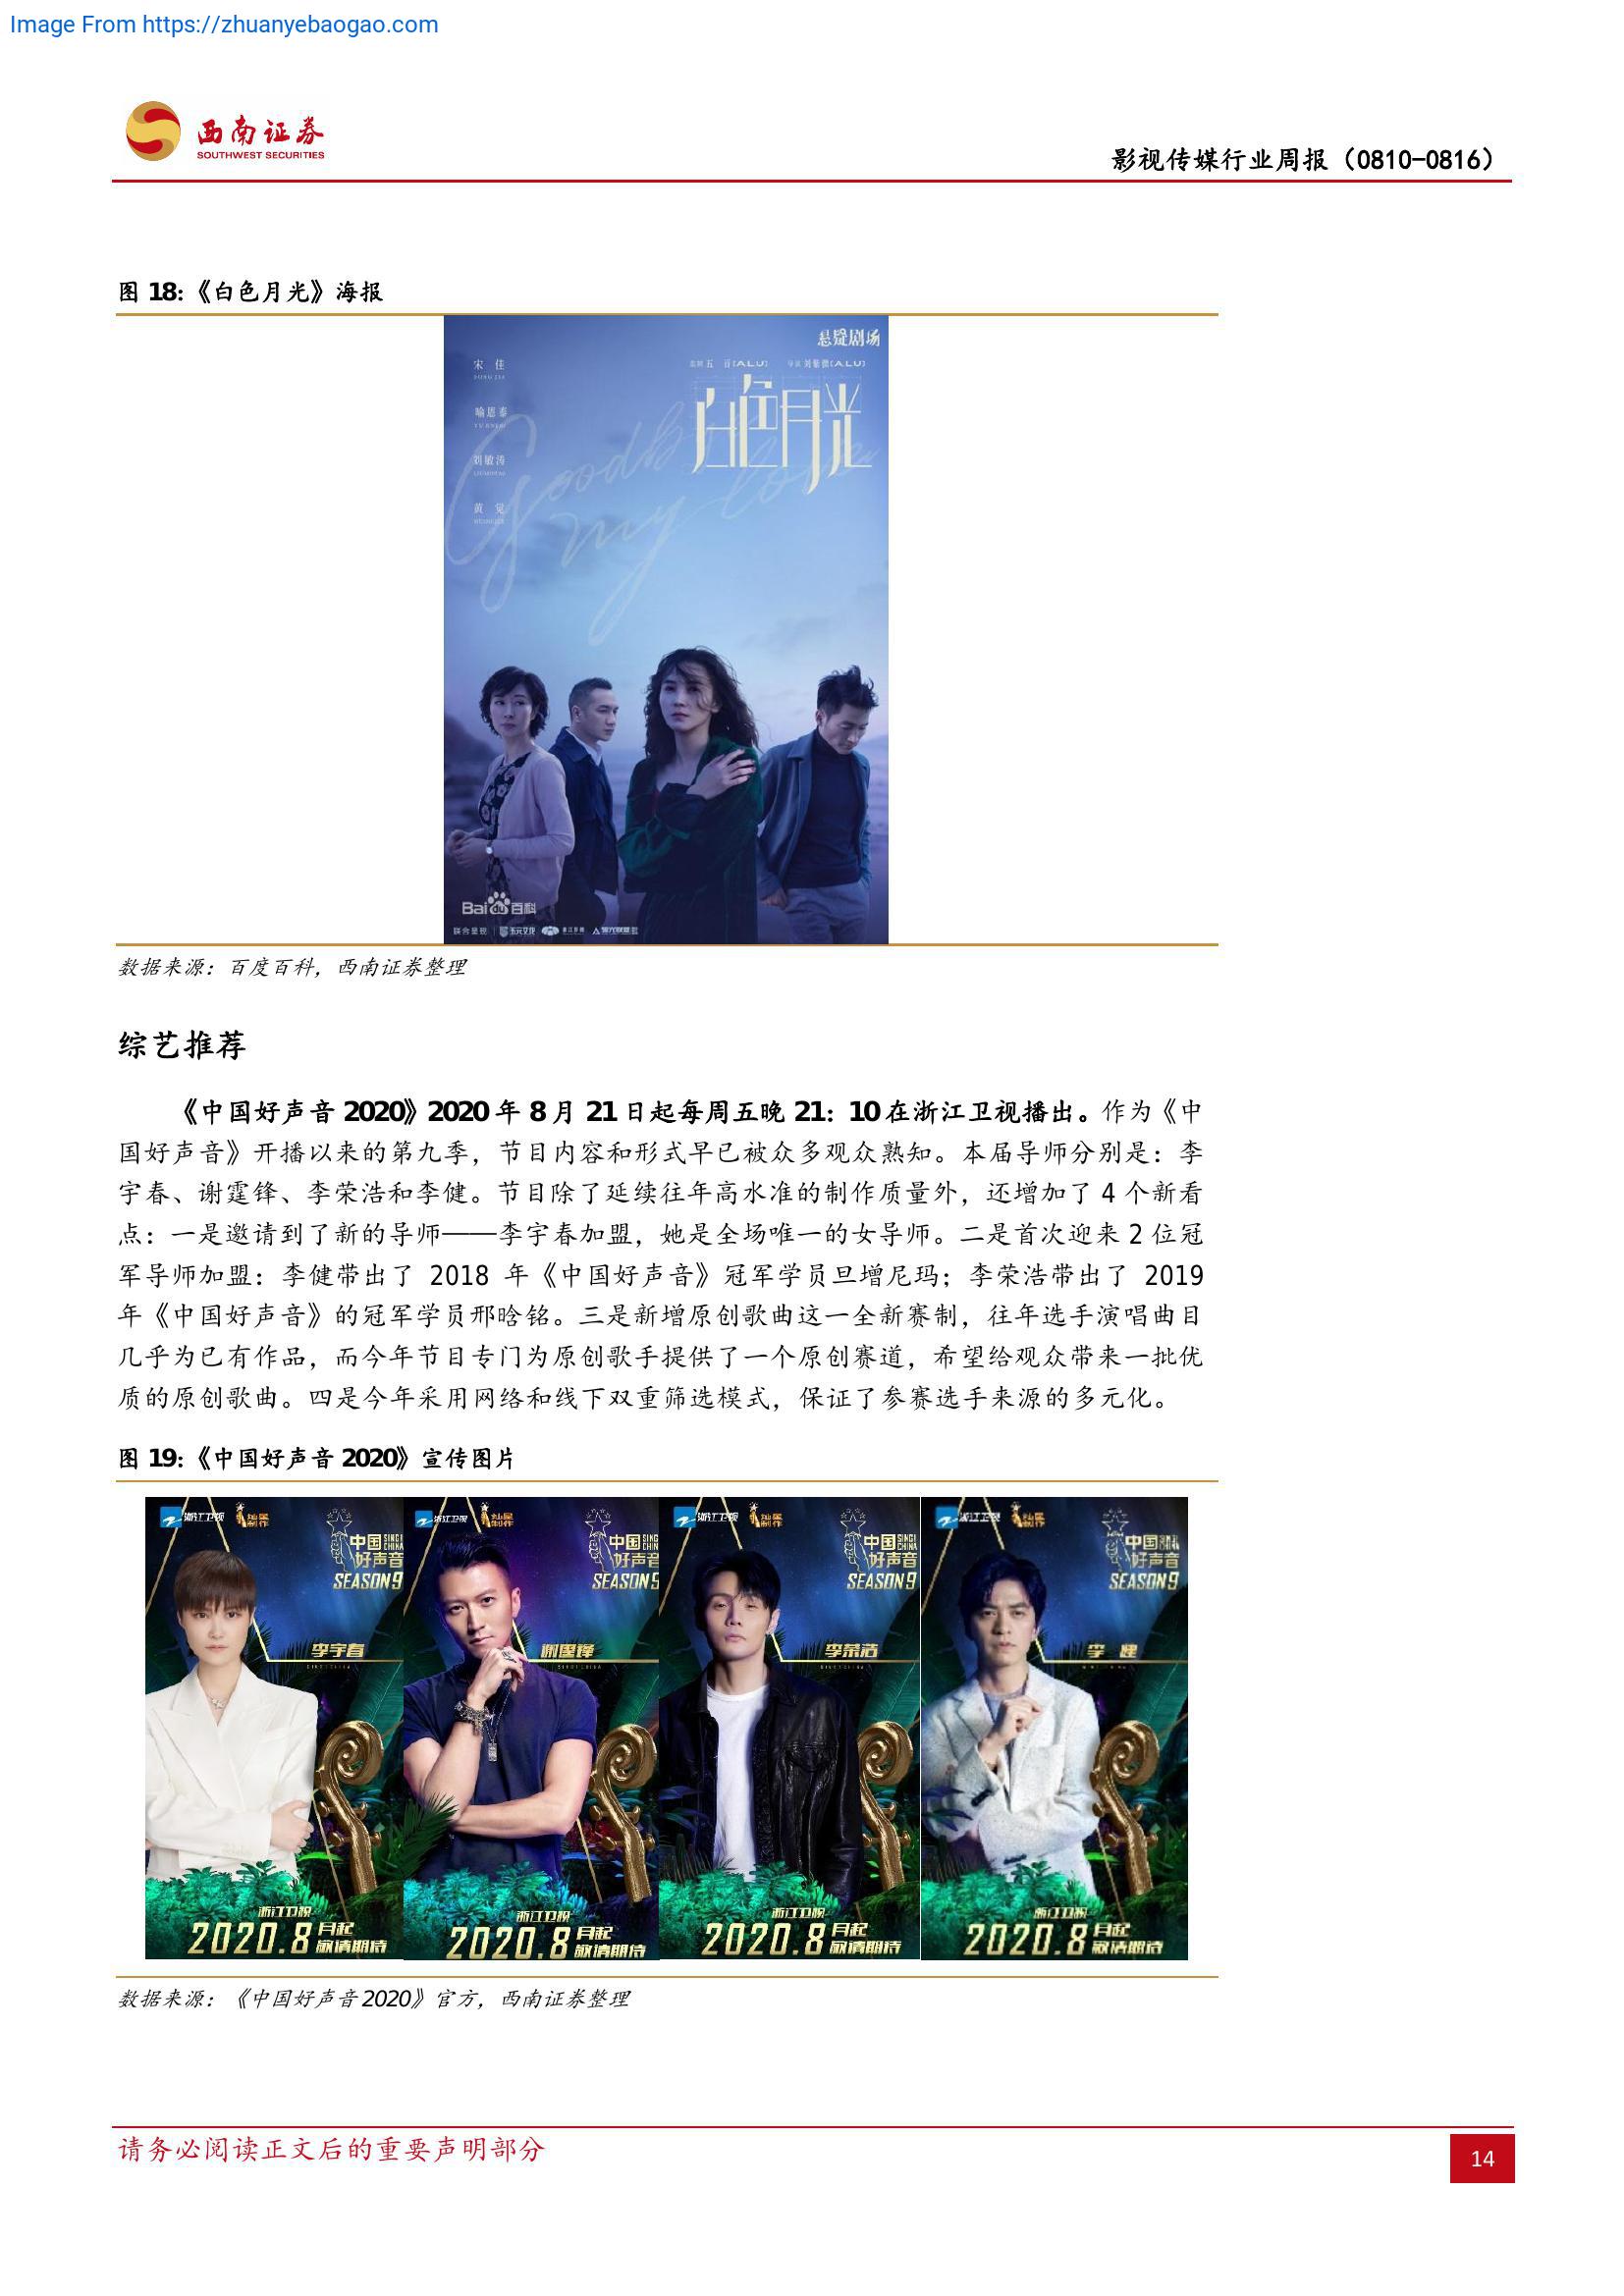 Image From https://zhuanyebaogao.com
西南证券
SOUTHWEST SECURITIES
影视传媒行业周报（0810-0816）
图 18:《白色月光》海报
悬疑剧场
宋 佳
喻恩泰
刘敏涛
黄 觉
白色月光
Goodbye my love
Bai du 百科
联合呈现
数据来源：百度百科，西南证券整理
综艺推荐
《中国好声音 2020》2020 年 8 月 21 日起每周五晚 21：10 在浙江卫视播出。作为《中
国好声音》开播以来的第九季，节目内容和形式早已被众多观众熟知。本届导师分别是：李
宇春、谢霆锋、李荣浩和李健。节目除了延续往年高水准的制作质量外，还增加了 4 个新看
点：一是邀请到了新的导师——李宇春加盟，她是全场唯一的女导师。二是首次迎来 2 位冠
军导师加盟：李健带出了 2018 年《中国好声音》冠军学员旦增尼玛；李荣浩带出了 2019
年《中国好声音》的冠军学员邢晗铭。三是新增原创歌曲这一全新赛制，往年选手演唱曲目
几乎为已有作品，而今年节目专门为原创歌手提供了一个原创赛道，希望给观众带来一批优
质的原创歌曲。四是今年采用网络和线下双重筛选模式，保证了参赛选手来源的多元化。
图 19:《中国好声音 2020》宣传图片
浙江卫视 灿星制作
中国好声音
SEASON9
李宇春
浙江卫视
2020.8 月起 敬请期待
浙江卫视 灿星制作
中国好声音
SEASON9
谢霆锋
浙江卫视
2020.8 月起 敬请期待
浙江卫视 灿星制作
中国好声音
SEASON9
李荣浩
浙江卫视
2020.8 月起 敬请期待
浙江卫视 灿星制作
中国好声音
SEASON9
李 健
浙江卫视
2020.8 月起 敬请期待
数据来源：《中国好声音2020》官方，西南证券整理
请务必阅读正文后的重要声明部分
14